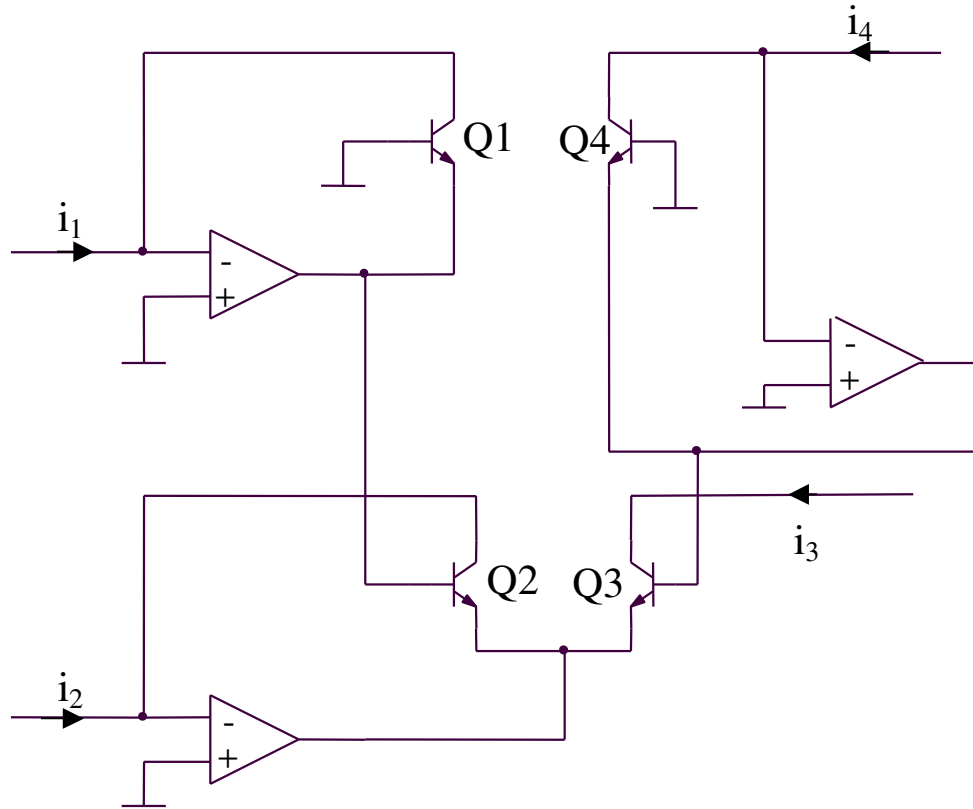 i₄
Q1
Q4
i₁
-
+
-
+
i₃
Q2
Q3
i₂
-
+